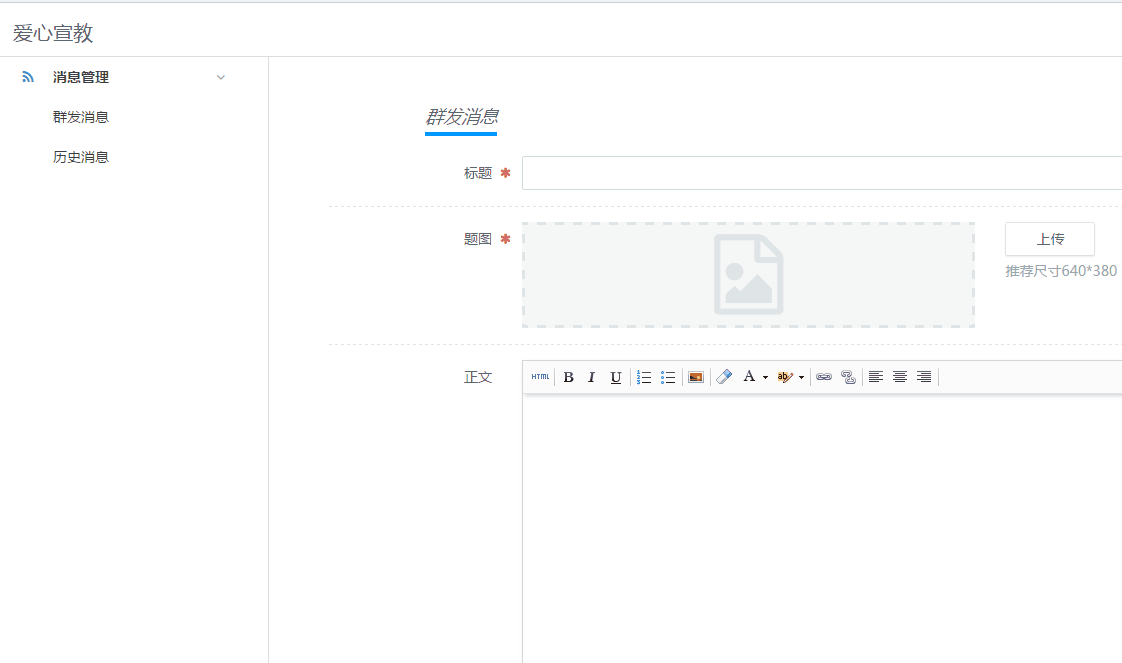 爱心宣教
消息管理
群发消息
历史消息
群发消息
标题 *
题图 *
上传
推荐尺寸640*380
正文
HTML B I U A ab